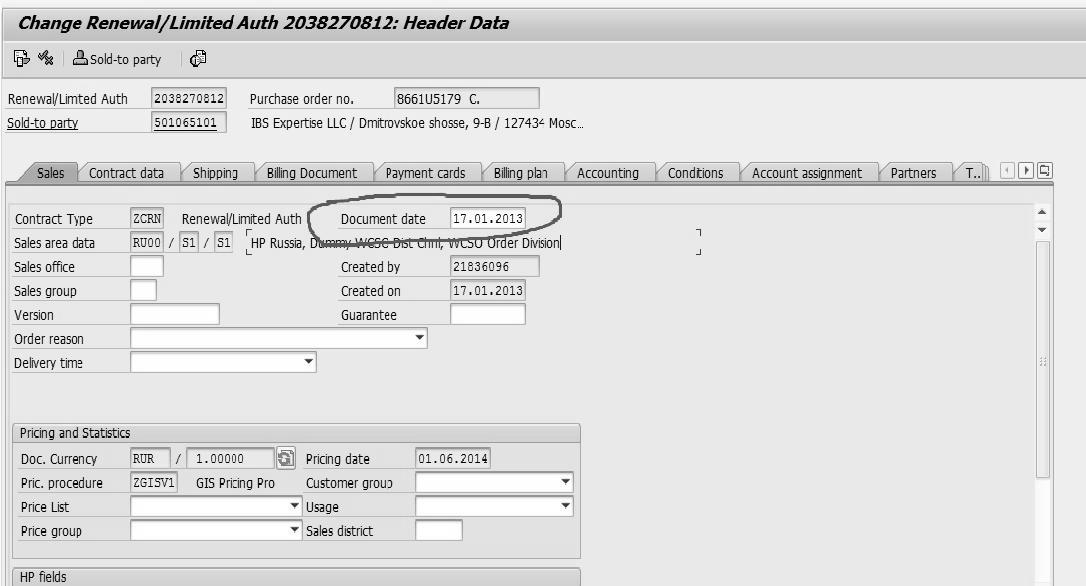 Change Renewal/Limited Auth 2038270812: Header Data
Sold-to party
Renewal/Limted Auth 2038270812 Purchase order no. 8661U5179 C.
Sold-to party 501065101 IBS Expertise LLC / Dmitrovskoe shosse, 9-B / 127434 Mosc...
Sales Contract data Shipping Billing Document Payment cards Billing plan Accounting Conditions Account assignment Partners T..
Contract Type ZCRN Renewal/Limited Auth Document date 17.01.2013
Sales area data RU00 / S1 / S1 HP Russia, Dummy WCSC Dist Chnl, WCSO Order Division
Sales office Created by 21836096
Sales group Created on 17.01.2013
Version Guarantee
Order reason
Delivery time
Pricing and Statistics
Doc. Currency RUR / 1.00000 Pricing date 01.06.2014
Pric. procedure ZGISV1 GIS Pricing Pro Customer group
Price List Usage
Price group Sales district
HP fields